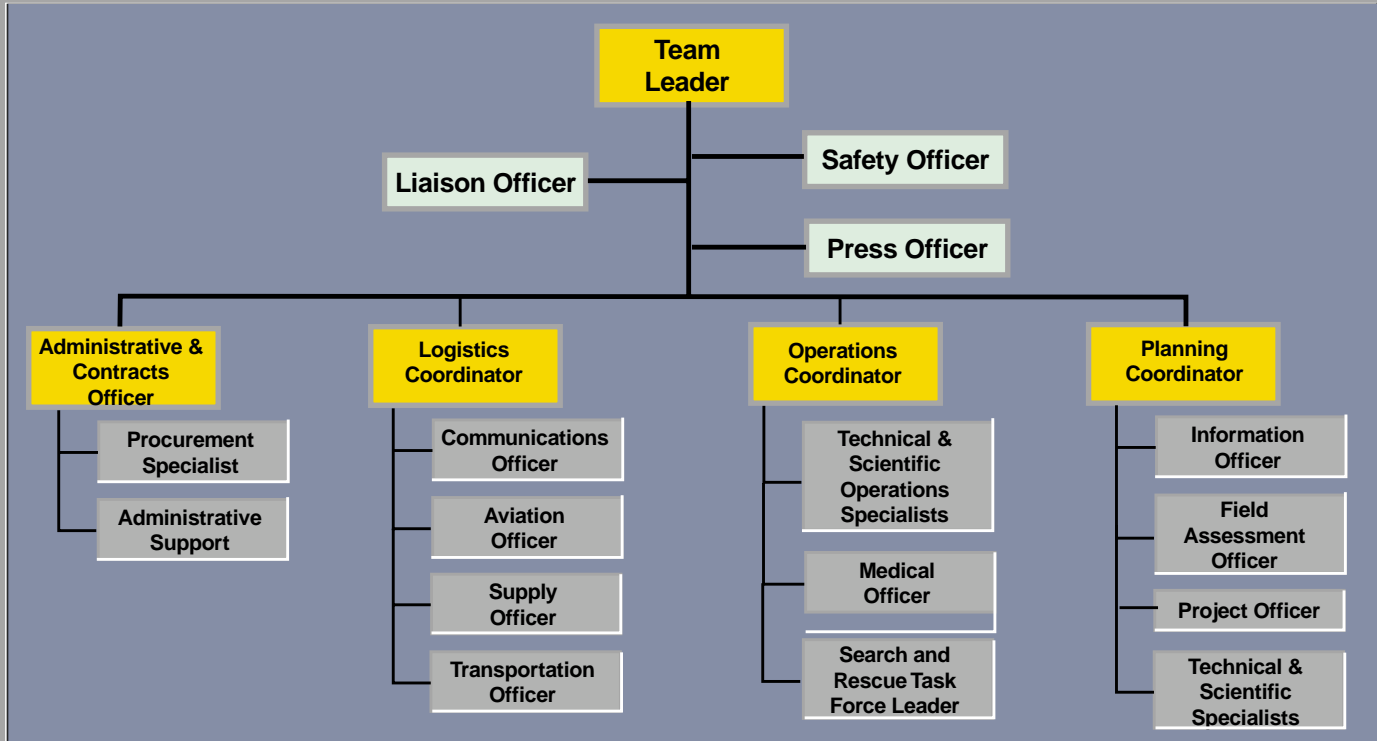 Team
Leader
Safety Officer
Liaison Officer
Press Officer
Administrative &
Contracts
Officer
Procurement
Specialist
Administrative
Support
Logistics
Coordinator
Communications
Officer
Aviation
Officer
Supply
Officer
Transportation
Officer
Operations
Coordinator
Technical &
Scientific
Operations
Specialists
Medical
Officer
Search and
Rescue Task
Force Leader
Planning
Coordinator
Information
Officer
Field
Assessment
Officer
Project Officer
Technical &
Scientific
Specialists